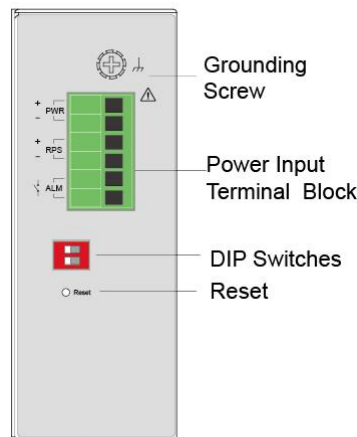 Grounding
Screw
+
PWR
−
+
RPS
−
ALM
Power Input
Terminal Block
DIP Switches
Reset
Reset